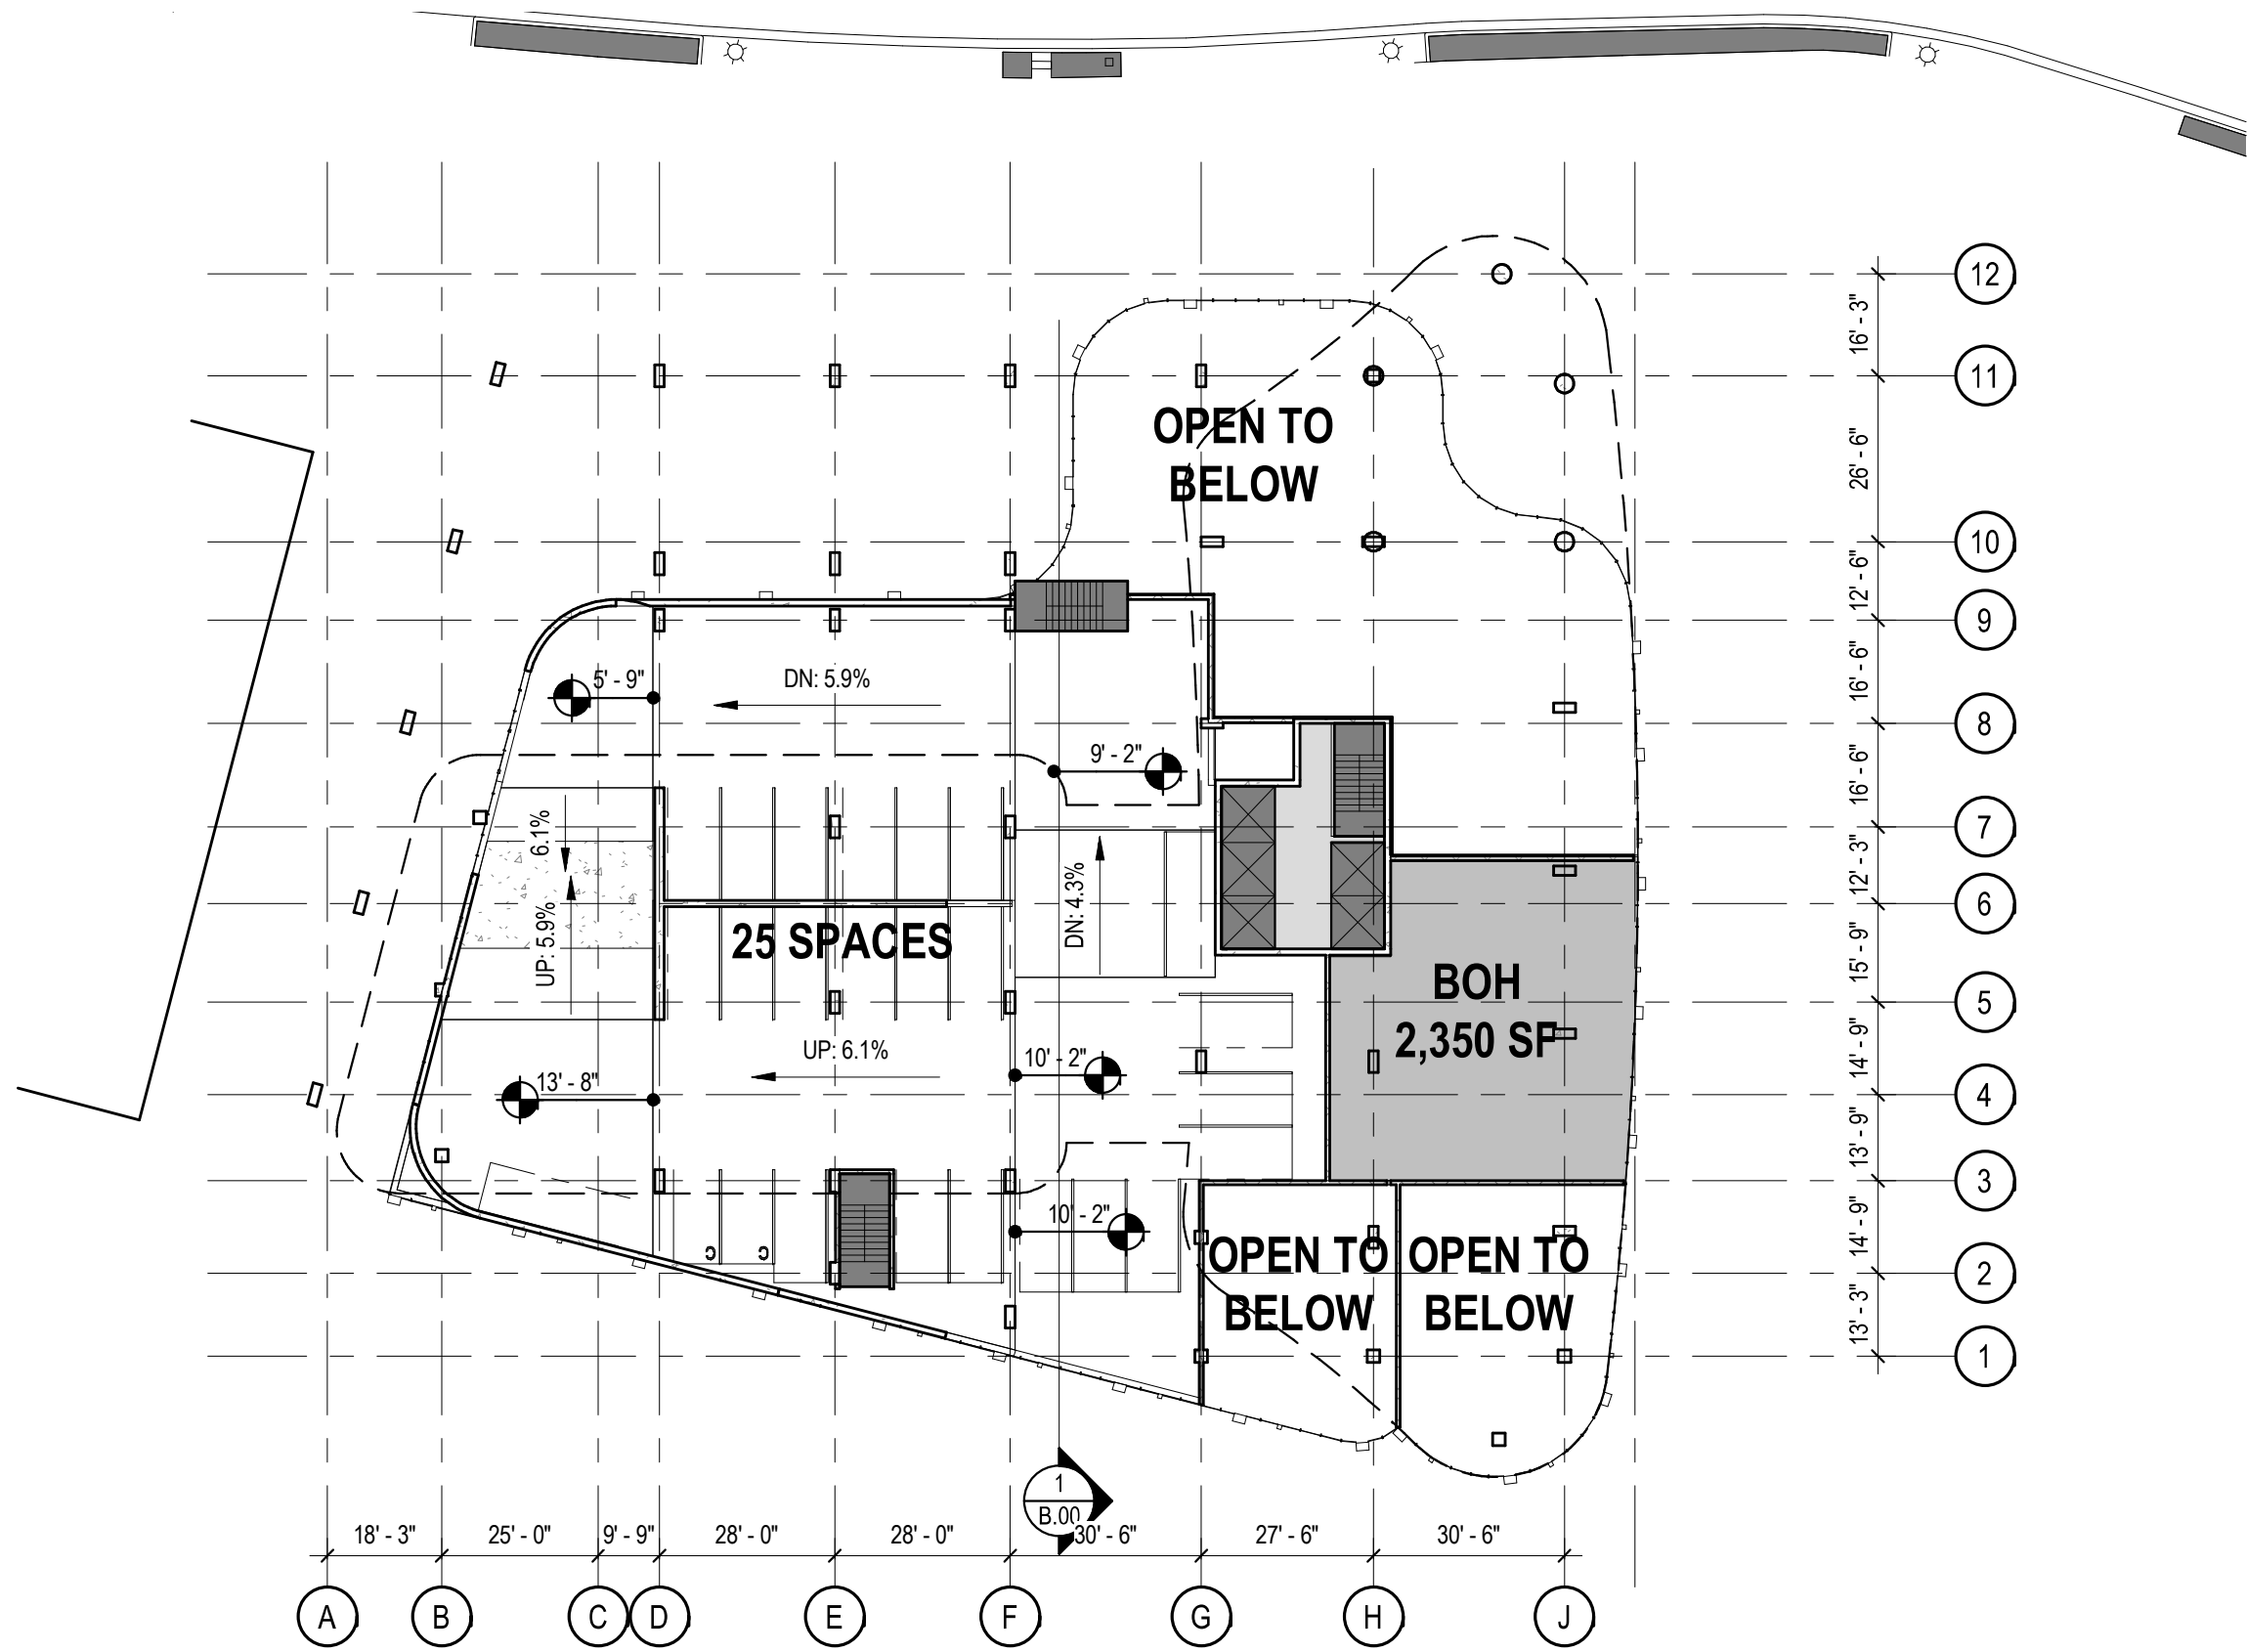 12
16' - 3"
11
OPEN TO
BELOW
26' - 6"
10
12' - 6"
9
5' - 9"
DN: 5.9%
16' - 6"
8
9' - 2"
16' - 6"
6.1%
7
12' - 3"
DN: 4.3%
6
UP: 5.9%
25 SPACES
15' - 9"
BOH
2,350 SF
5
UP: 6.1%
10' - 2"
14' - 9"
13' - 8"
4
13' - 9"
3
10' - 2"
14' - 9"
OPEN TO
BELOW
OPEN TO
BELOW
2
13' - 3"
1
1
B.00
18' - 3"
25' - 0"
9' - 9"
28' - 0"
28' - 0"
30' - 6"
27' - 6"
30' - 6"
A
B
C
D
E
F
G
H
J